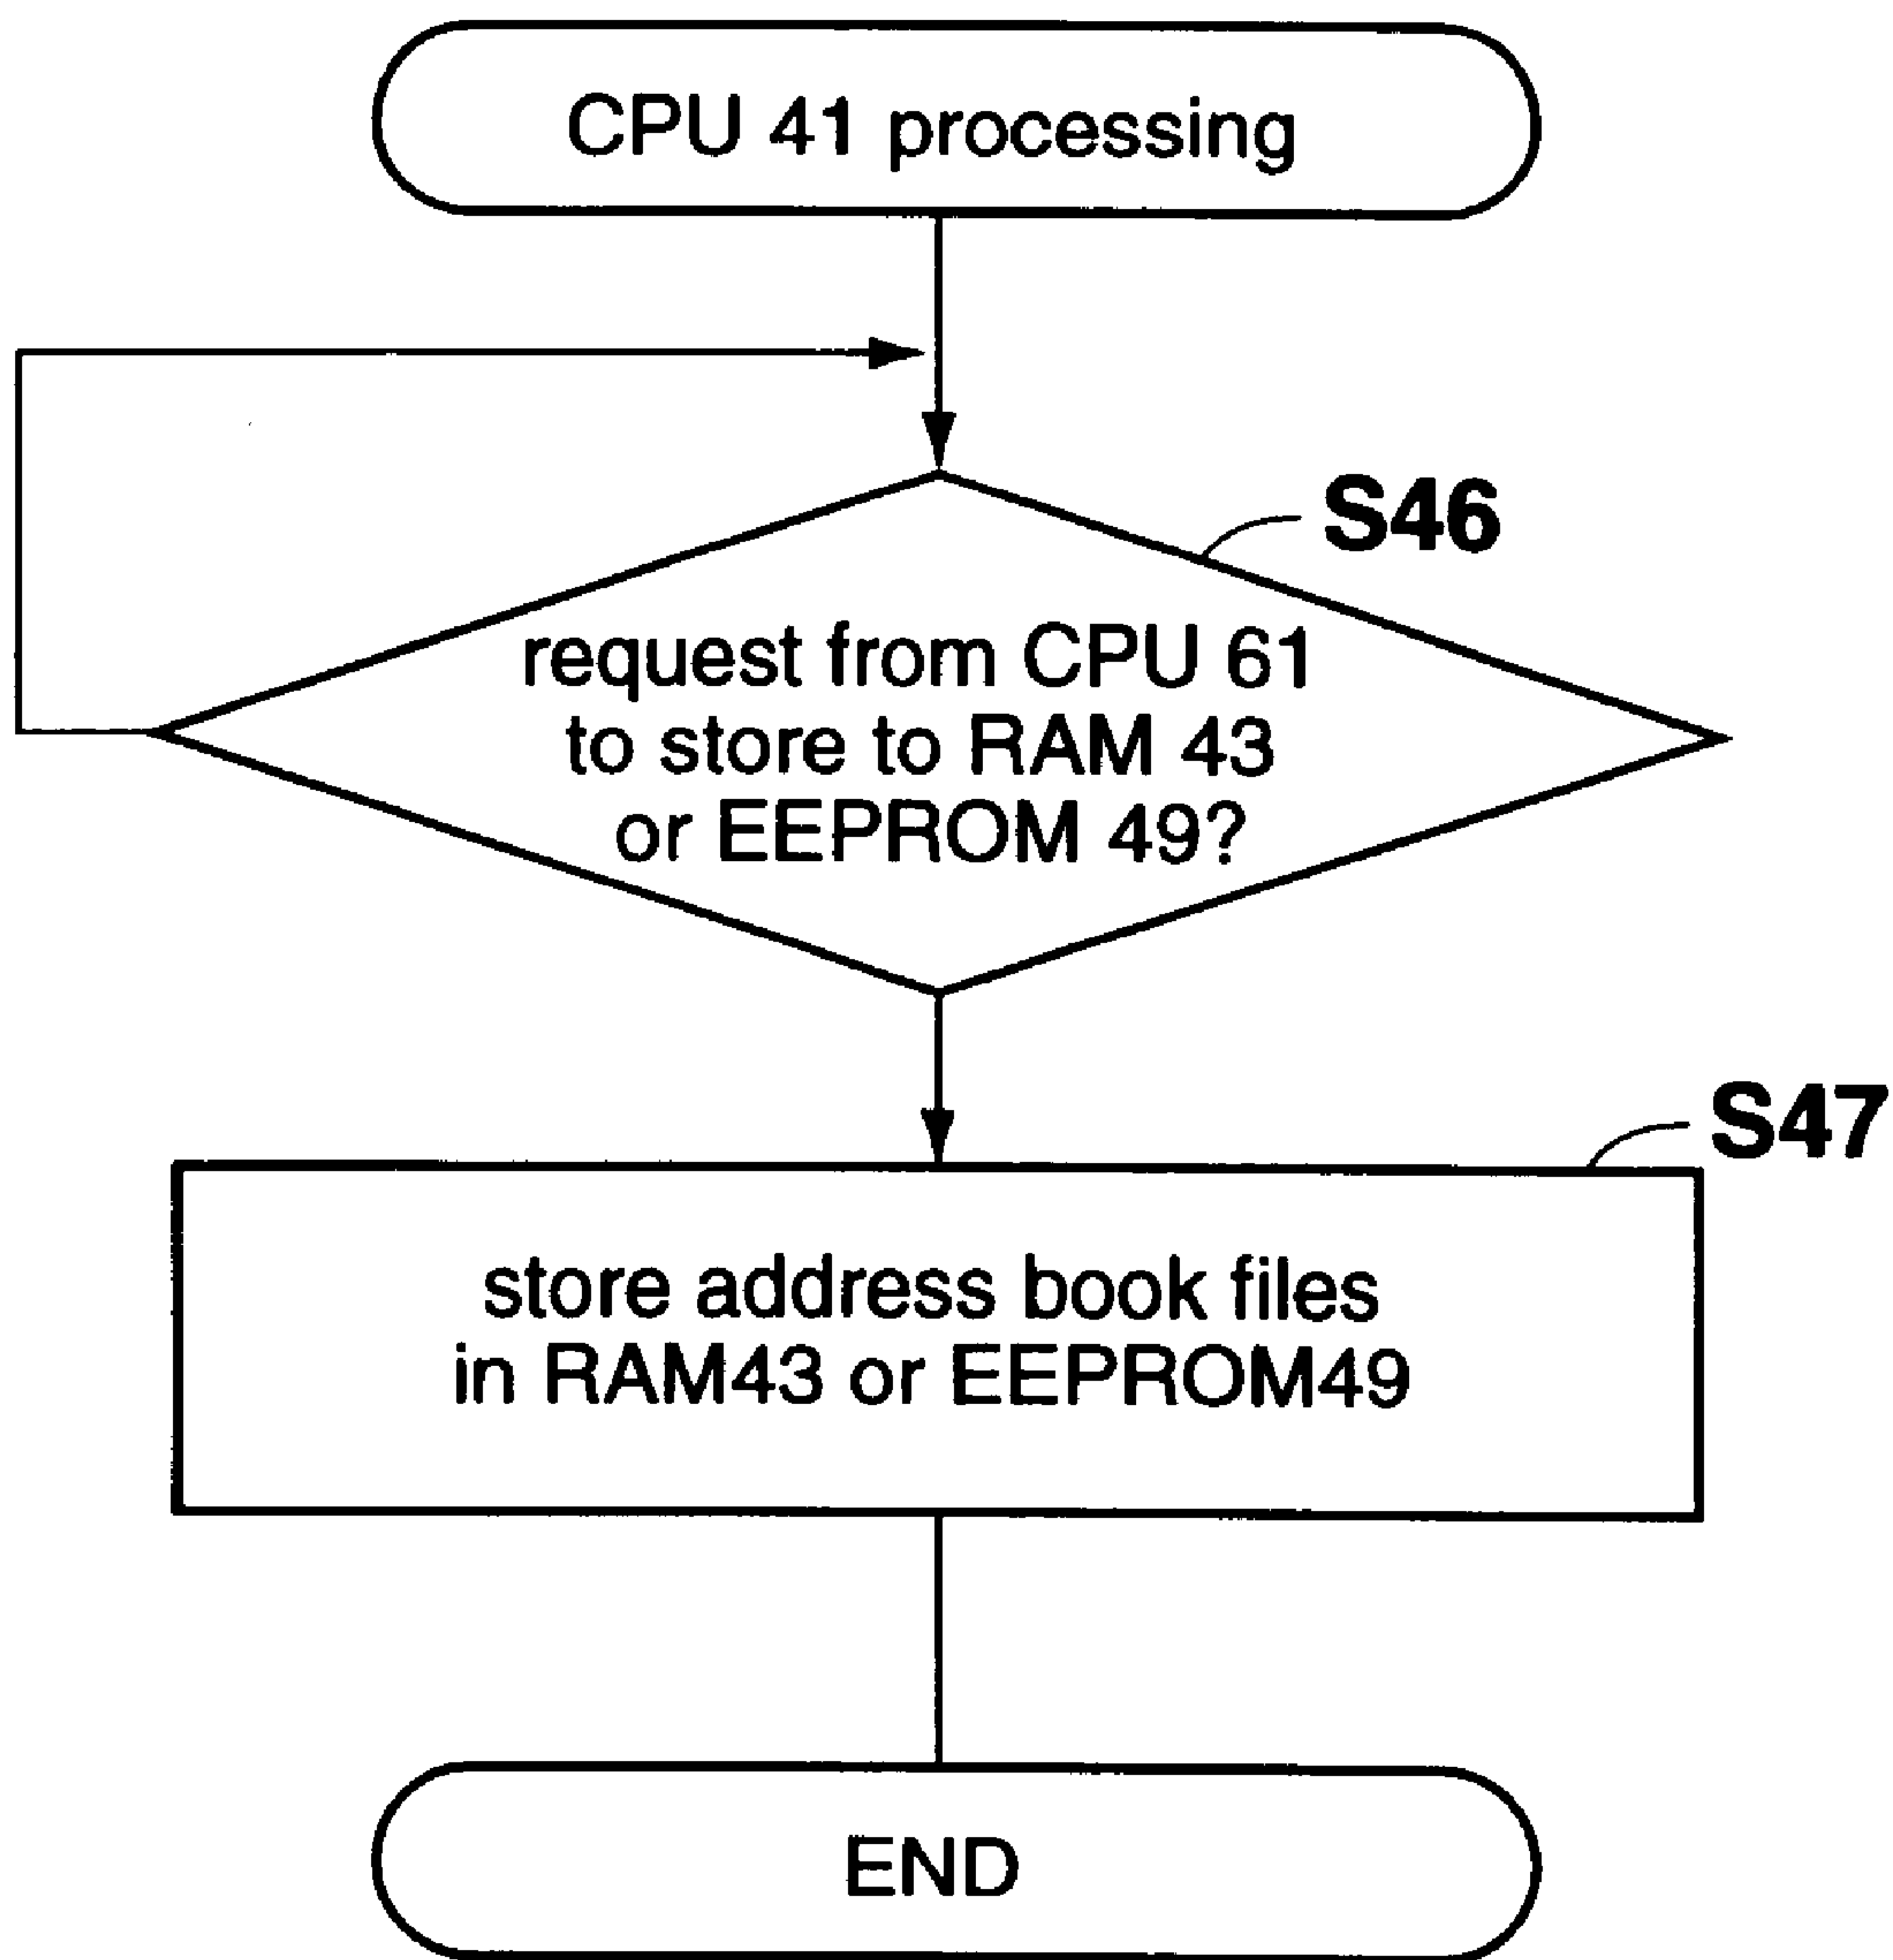 CPU 41 processing
S46
request from CPU 61
to store to RAM 43
or EEPROM 49?
S47
store address book files
in RAM43 or EEPROM49
END